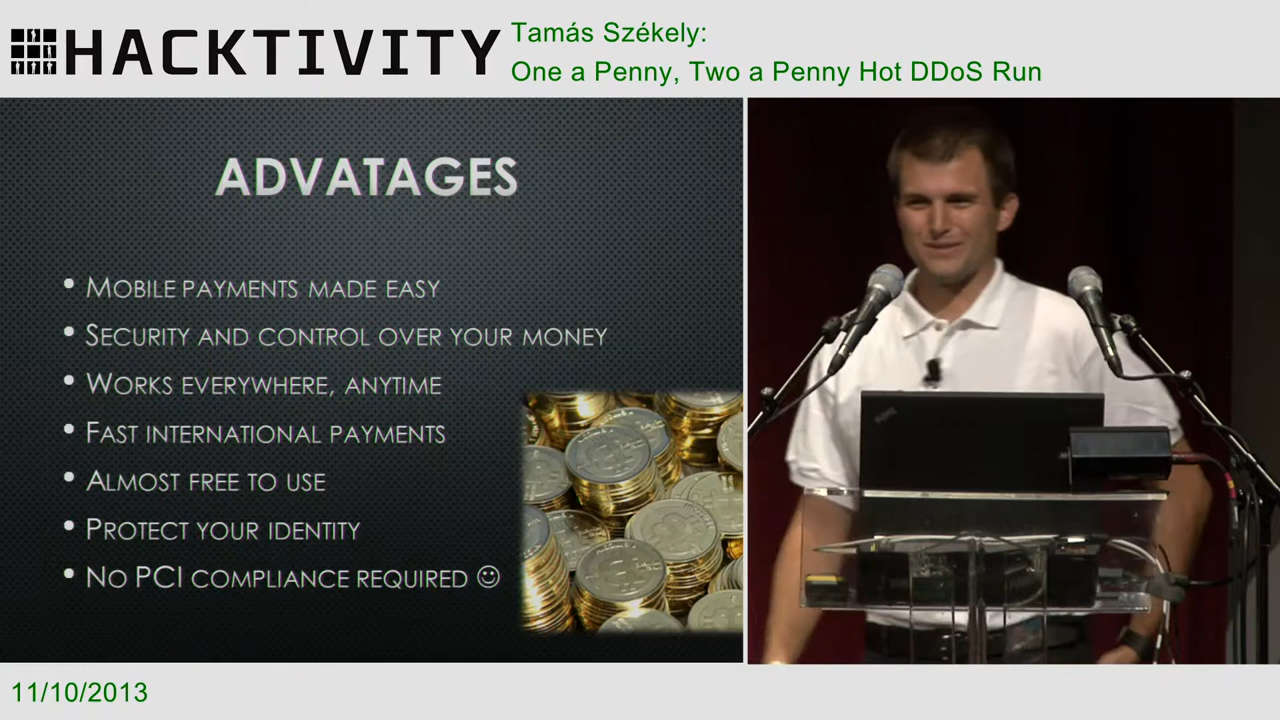 HACKTIVITY
Tamás Székely:
One a Penny, Two a Penny Hot DDoS Run
ADVATAGES
• MOBILE PAYMENTS MADE EASY
• SECURITY AND CONTROL OVER YOUR MONEY
• WORKS EVERYWHERE, ANYTIME
• FAST INTERNATIONAL PAYMENTS
• ALMOST FREE TO USE
• PROTECT YOUR IDENTITY
• NO PCI COMPLIANCE REQUIRED ☺
11/10/2013